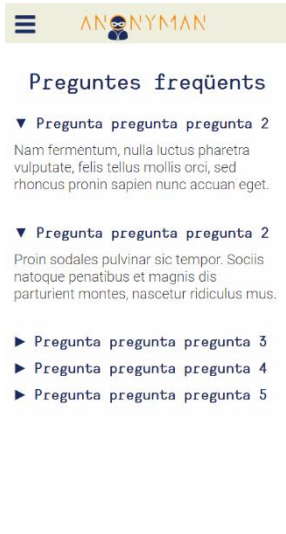 ANONYMAN
Preguntes freqüents
▼ Pregunta pregunta pregunta 2
Nam fermentum, nulla luctus pharetra
vulputate, felis tellus mollis orci, sed
rhoncus pronin sapien nunc accuan eget.
▼ Pregunta pregunta pregunta 2
Proin sodales pulvinar sic tempor. Sociis
natoque penatibus et magnis dis
parturient montes, nascetur ridiculus mus.
► Pregunta pregunta pregunta 3
► Pregunta pregunta pregunta 4
► Pregunta pregunta pregunta 5